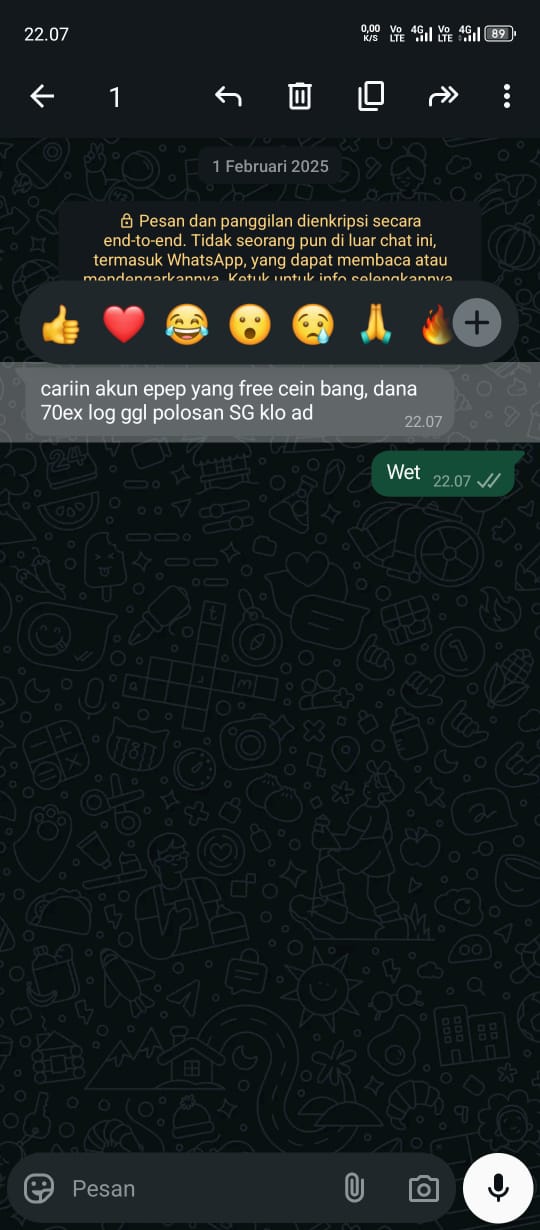 22.07
0,00 K/S Vo LTE 4G Vo LTE 4G 89
1
1 Februari 2025
Pesan dan panggilan dienkripsi secara
end-to-end. Tidak seorang pun di luar chat ini,
termasuk WhatsApp, yang dapat membaca atau
mendengarkannya. Ketuk untuk info selengkapnya.
cariin akun epep yang free cein bang, dana
70ex log ggl polosan SG klo ad
22.07
Wet 22.07
Pesan